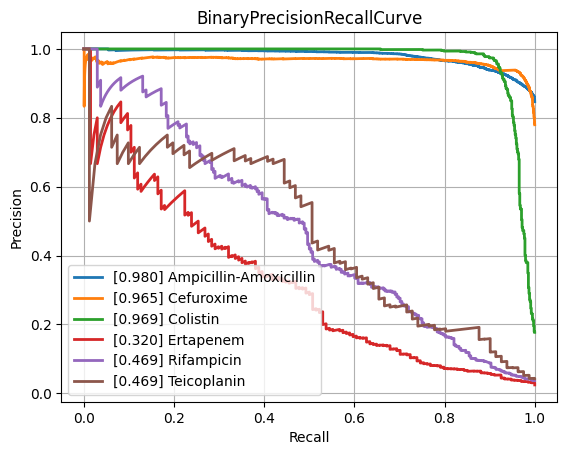 BinaryPrecisionRecallCurve
Precision
1.0
0.8
0.6
0.4
0.2
0.0
[0.980] Ampicillin-Amoxicillin
[0.965] Cefuroxime
[0.969] Colistin
[0.320] Ertapenem
[0.469] Rifampicin
[0.469] Teicoplanin
0.0 0.2 0.4 0.6 0.8 1.0
Recall